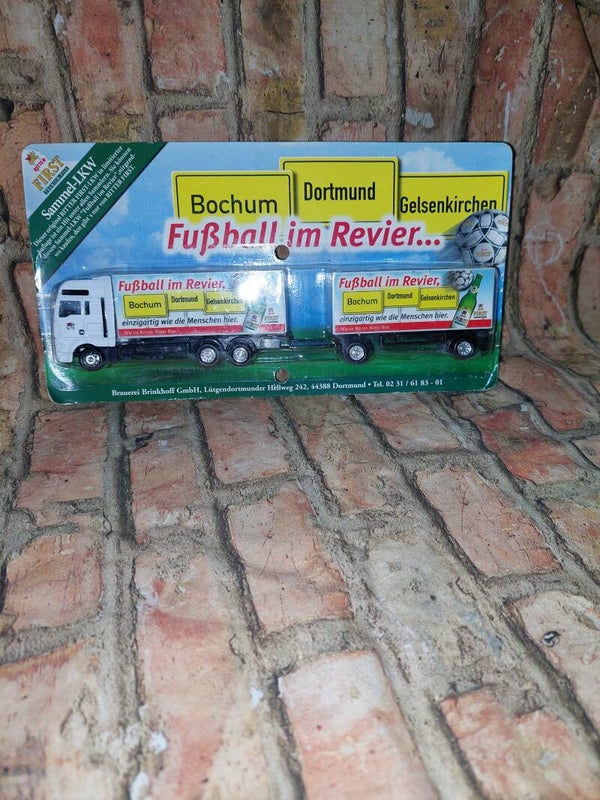 RITTER
FIRST
Sammel-LKW
Bochum
Dortmund
Gelsenkirchen
Fußball im Revier...
Fußball im Revier,
Bochum
Dortmund
Gelsenkirchen
einzigartig wie die Menschen hier.
Fußball im Revier,
Bochum
Dortmund
Gelsenkirchen
einzigartig wie die Menschen hier.
FIRST
Brauerei Brinkhoff GmbH, Lütgendortmunder Hellweg 242, 44388 Dortmund • Tel. 02 31 / 61 83 - 01